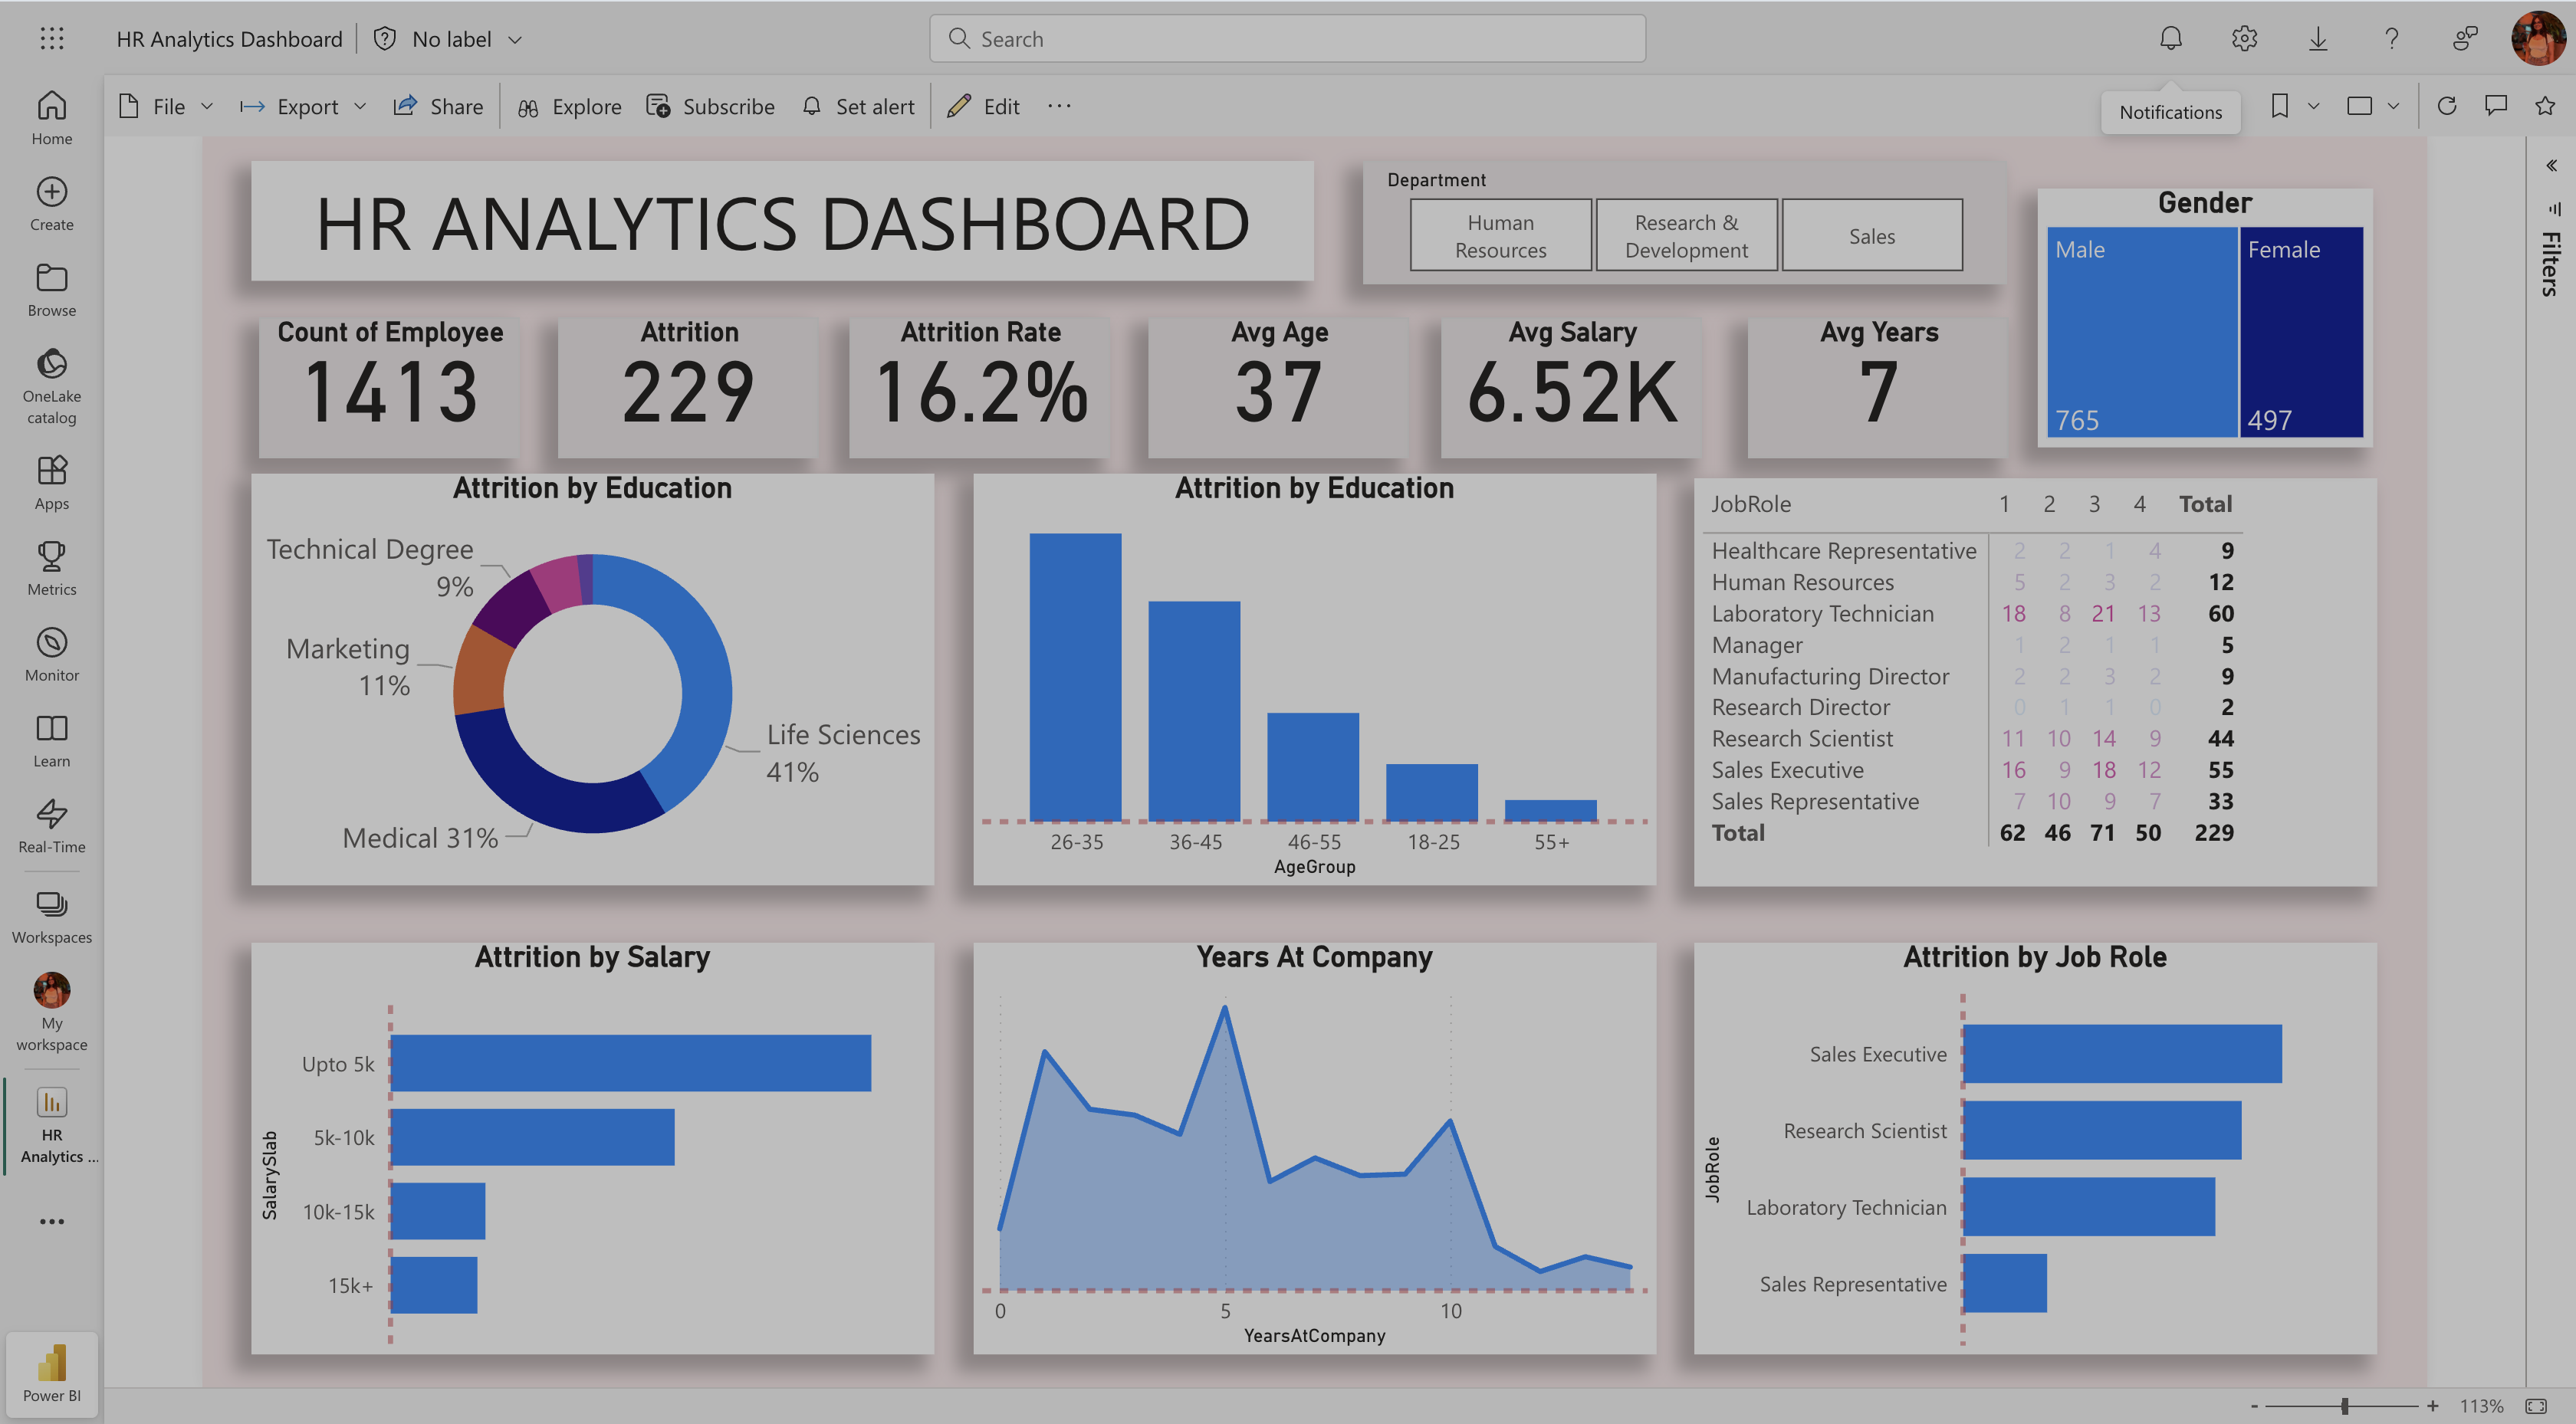 HR Analytics Dashboard
No label
Search
File
Export
Share
Explore
Subscribe
Set alert
Edit
Notifications
Home
Create
Browse
OneLake
catalog
Apps
Metrics
Monitor
Learn
Real-Time
Workspaces
My
workspace
HR
Analytics ...
Power BI
HR ANALYTICS DASHBOARD
Department
Human
Resources
Research &
Development
Sales
Gender
Male
Female
765
497
Filters
Count of Employee
1413
Attrition
229
Attrition Rate
16.2%
Avg Age
37
Avg Salary
6.52K
Avg Years
7
Attrition by Education
Technical Degree
9%
Marketing
11%
Life Sciences
41%
Medical 31%
Attrition by Education
26-35 36-45 46-55 18-25 55+
AgeGroup
JobRole 1 2 3 4 Total
Healthcare Representative 2 2 1 4 9
Human Resources 5 2 3 2 12
Laboratory Technician 18 8 21 13 60
Manager 1 2 1 1 5
Manufacturing Director 2 2 3 2 9
Research Director 0 1 1 0 2
Research Scientist 11 10 14 9 44
Sales Executive 16 9 18 12 55
Sales Representative 7 10 9 7 33
Total 62 46 71 50 229
Attrition by Salary
SalarySlab
Upto 5k
5k-10k
10k-15k
15k+
Years At Company
0 5 10
YearsAtCompany
Attrition by Job Role
JobRole
Sales Executive
Research Scientist
Laboratory Technician
Sales Representative
- + 113%